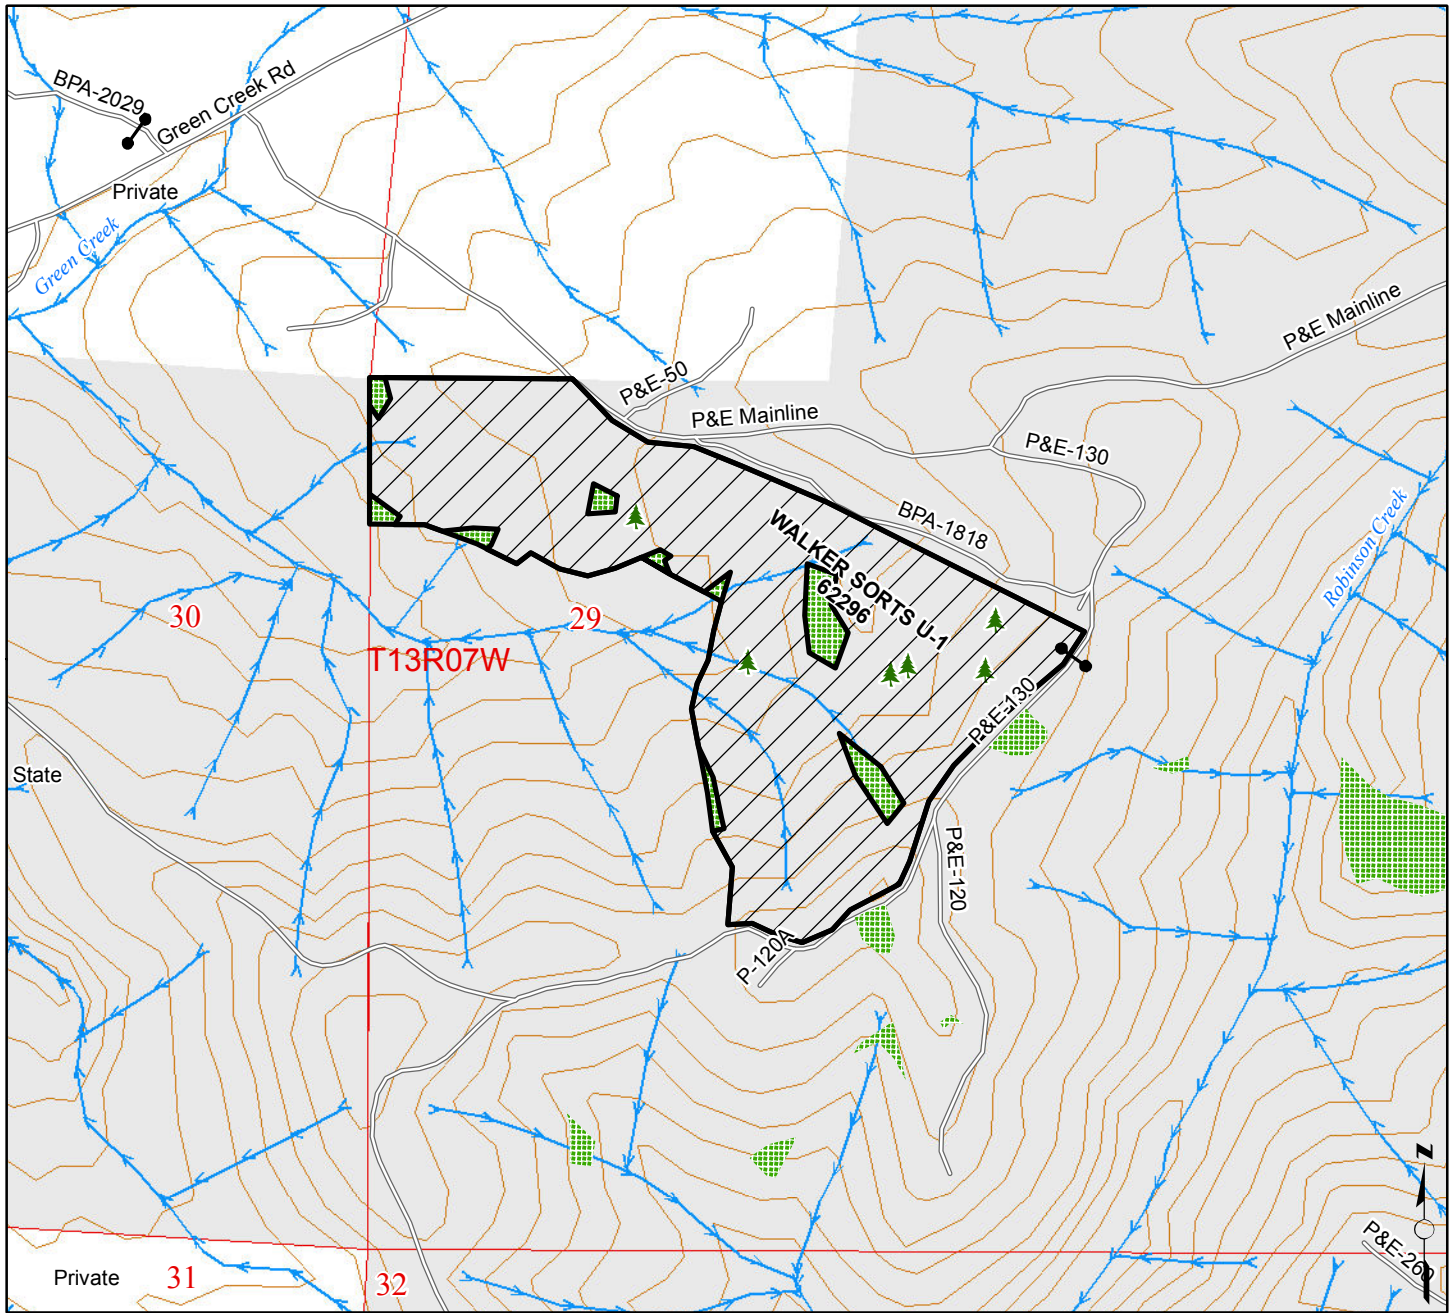 BPA-2029
Green Creek Rd
Private
Green Creek
P&E Mainline
P&E-50
P&E Mainline
P&E-130
BPA-1818
WALKER SORTS U-1
62296
Robinson Creek
30
29
T13R07W
P&E-130
State
P&E-120
P-120A
Z
P&E-260
Private
31
32